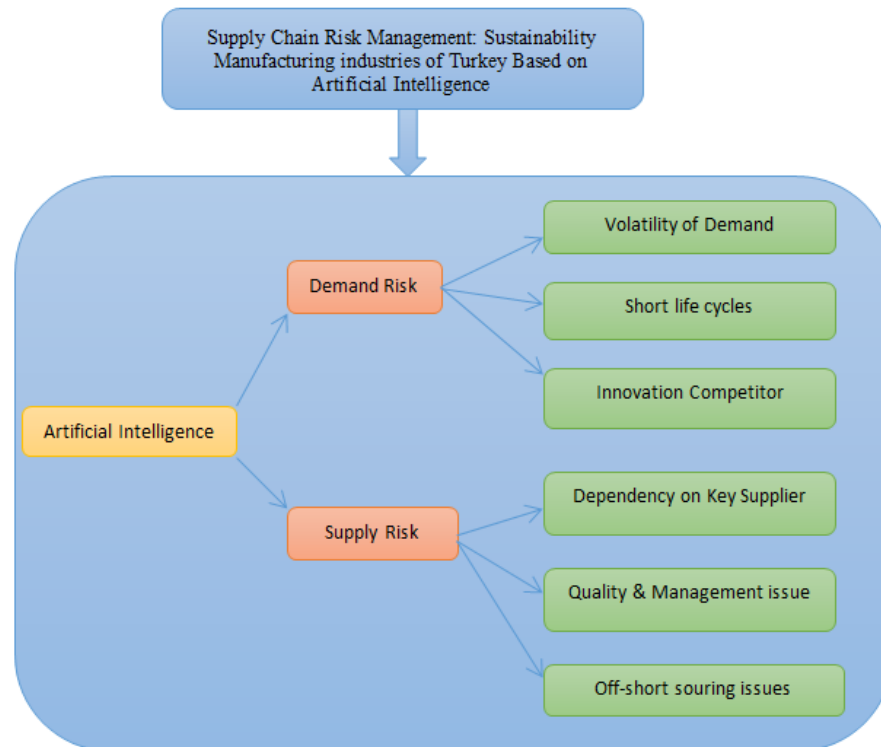 Supply Chain Risk Management: Sustainability
Manufacturing industries of Turkey Based on
Artificial Intelligence
Volatility of Demand
Demand Risk
Short life cycles
Innovation Competitor
Artificial Intelligence
Dependency on Key Supplier
Supply Risk
Quality & Management issue
Off-short souring issues